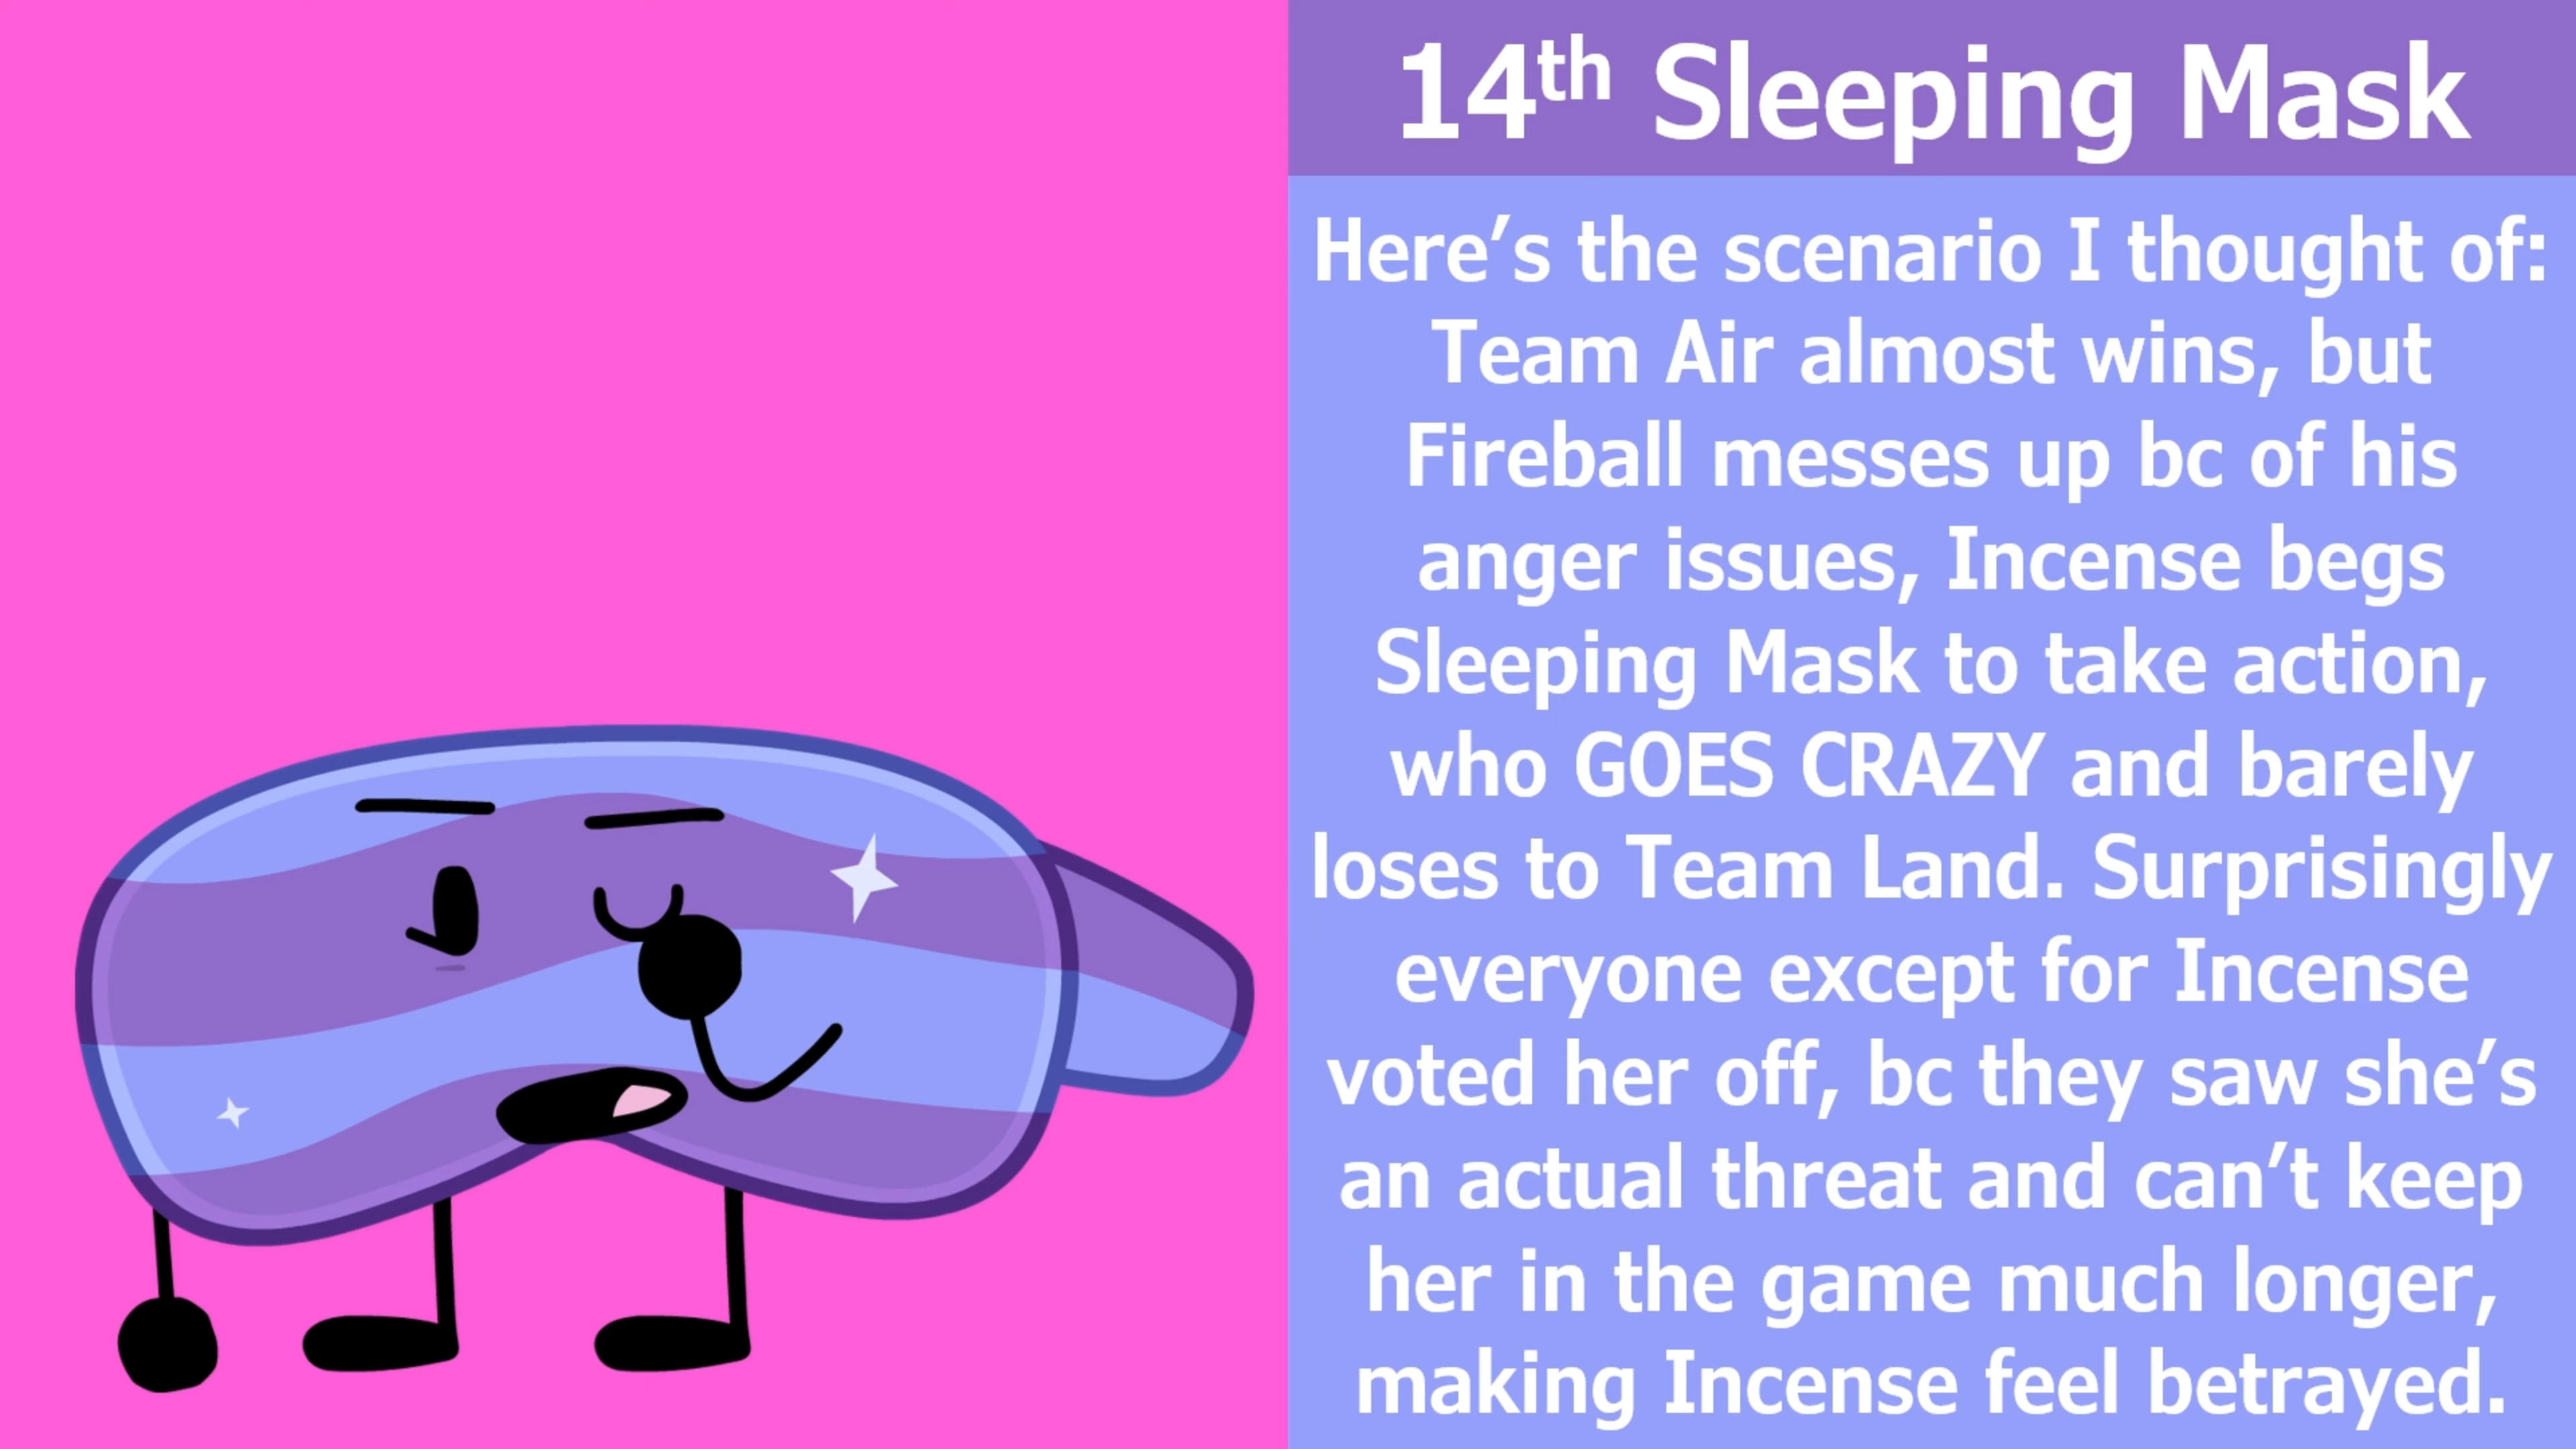 14th Sleeping Mask
Here’s the scenario I thought of:
Team Air almost wins, but
Fireball messes up bc of his
anger issues, Incense begs
Sleeping Mask to take action,
who GOES CRAZY and barely
loses to Team Land. Surprisingly
everyone except for Incense
voted her off, bc they saw she’s
an actual threat and can’t keep
her in the game much longer,
making Incense feel betrayed.